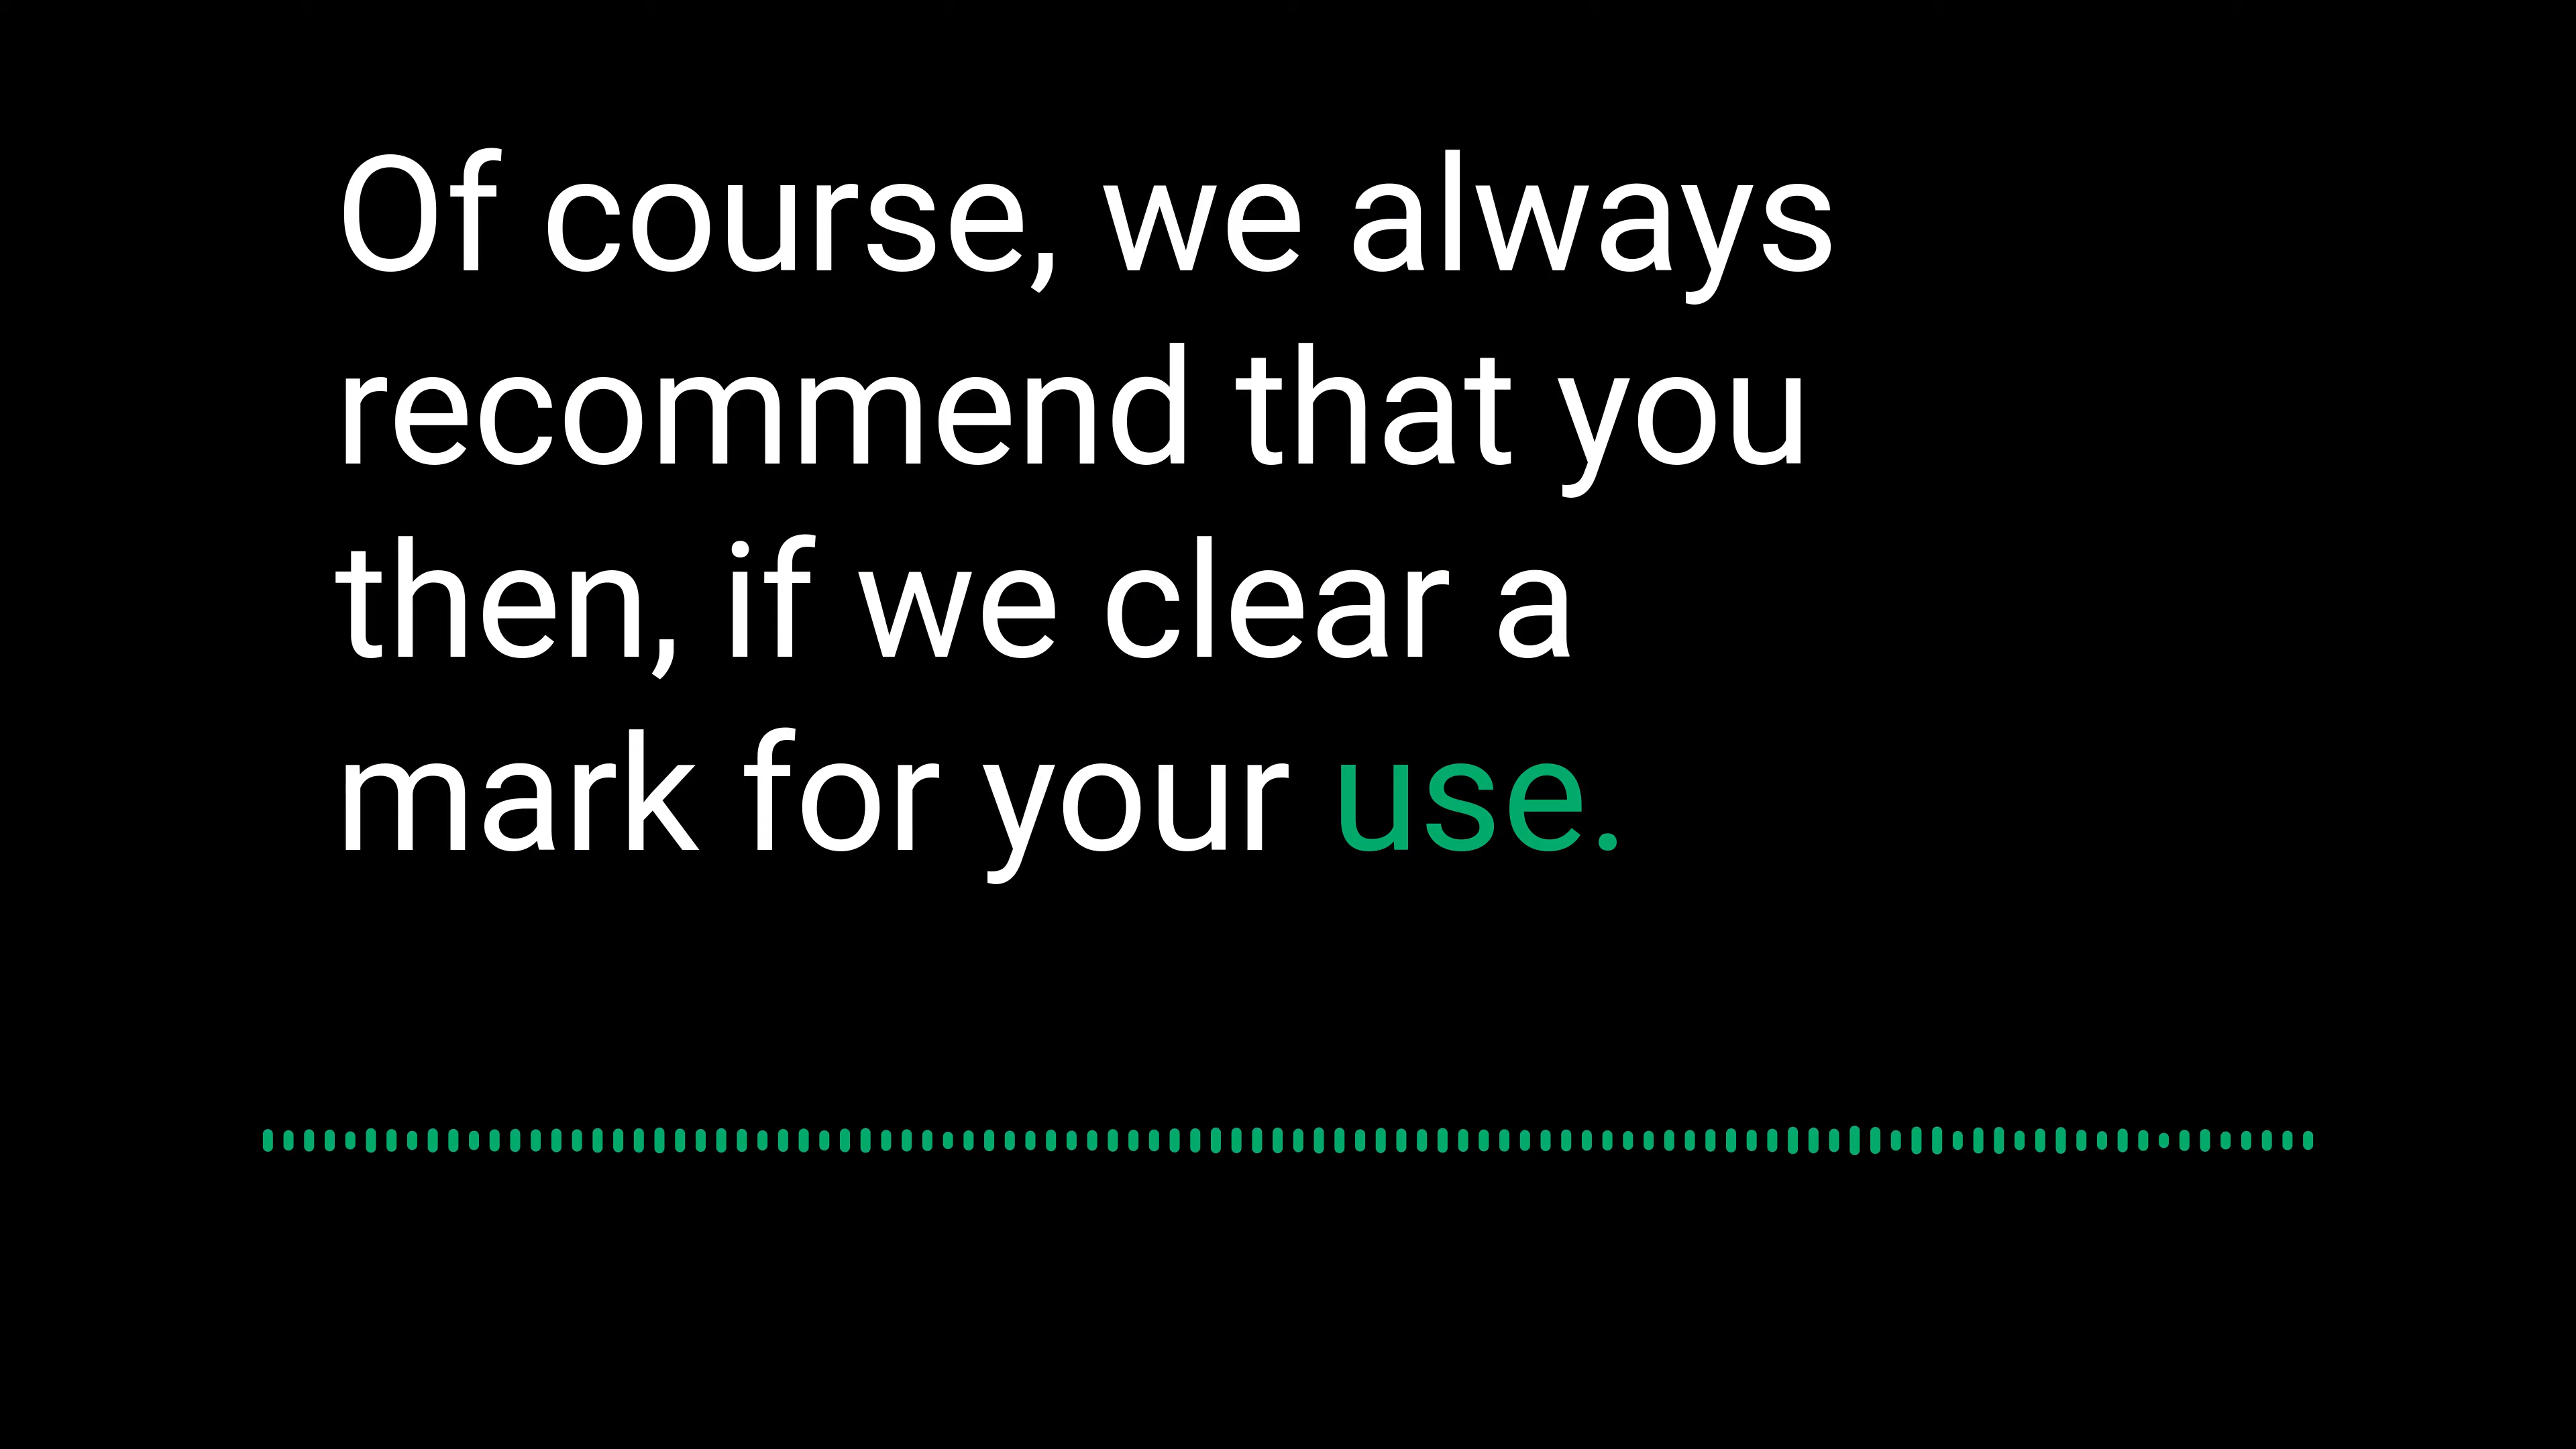 Of course, we always
recommend that you
then, if we clear a
mark for your use.